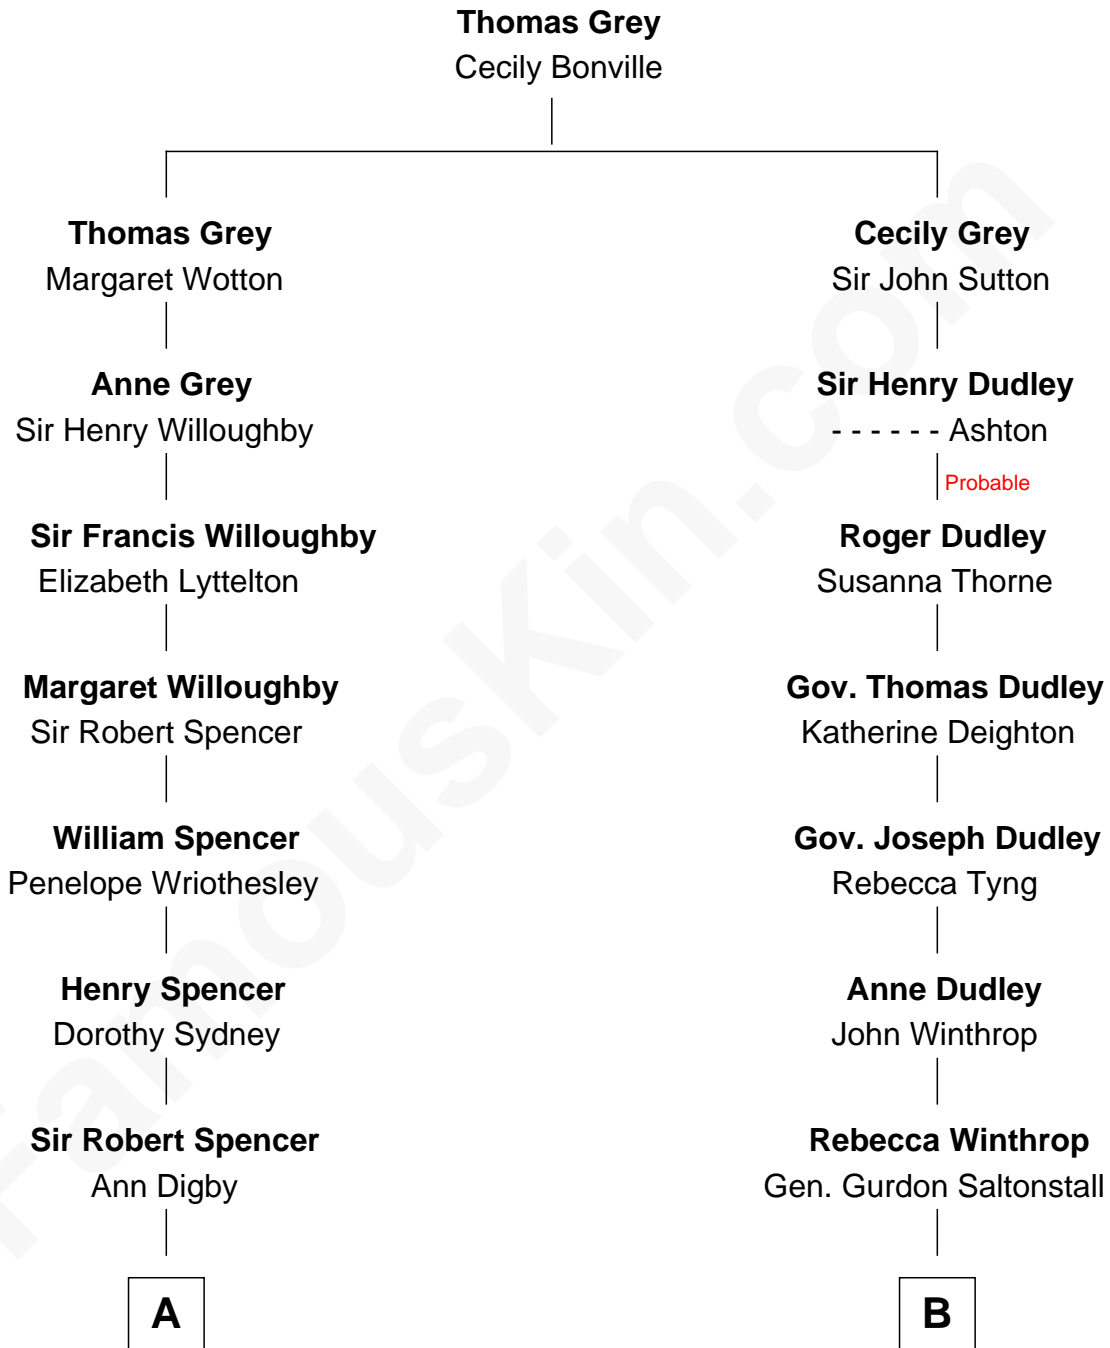 Thomas Grey
Cecily Bonville
Thomas Grey
Margaret Wotton
Anne Grey
Sir Henry Willoughby
Sir Francis Willoughby
Elizabeth Lyttelton
Margaret Willoughby
Sir Robert Spencer
William Spencer
Penelope Wriothesley
Henry Spencer
Dorothy Sydney
Sir Robert Spencer
Ann Digby
A
Cecily Grey
Sir John Sutton
Sir Henry Dudley
- - - - - - Ashton
Probable
Roger Dudley
Susanna Thorne
Gov. Thomas Dudley
Katherine Deighton
Gov. Joseph Dudley
Rebecca Tyng
Anne Dudley
John Winthrop
Rebecca Winthrop
Gen. Gurdon Saltonstall
B
FamousKin.com